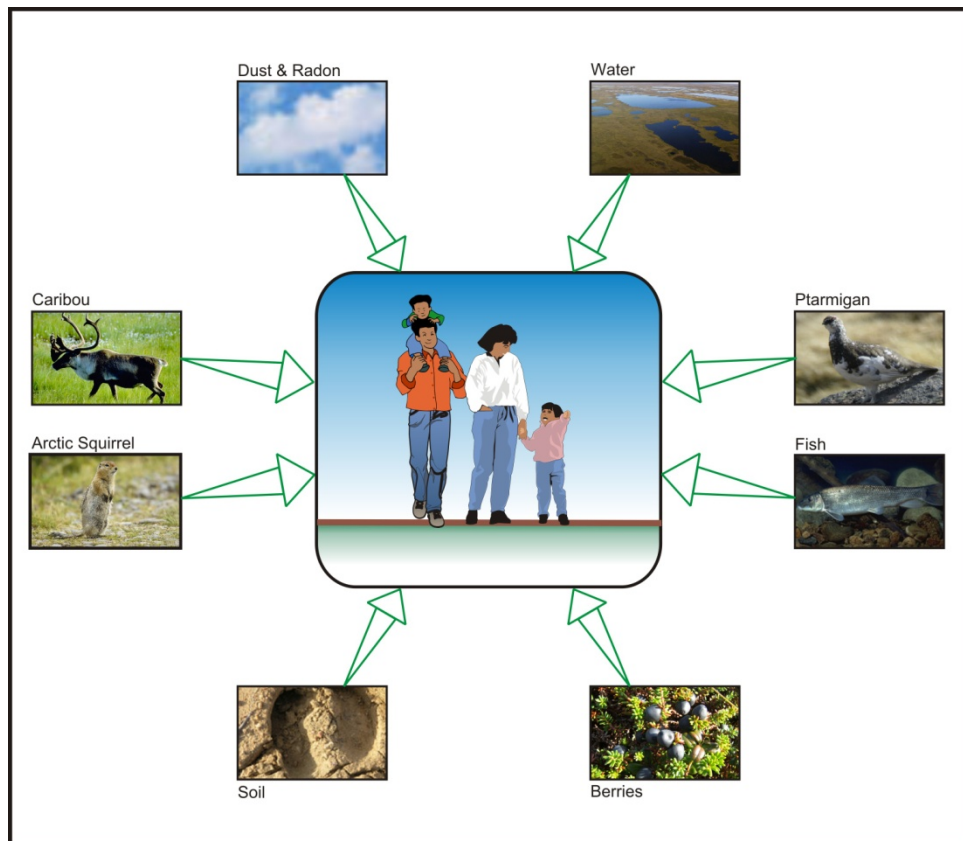 Dust & Radon
Water
Caribou
Ptarmigan
Arctic Squirrel
Fish
Soil
Berries